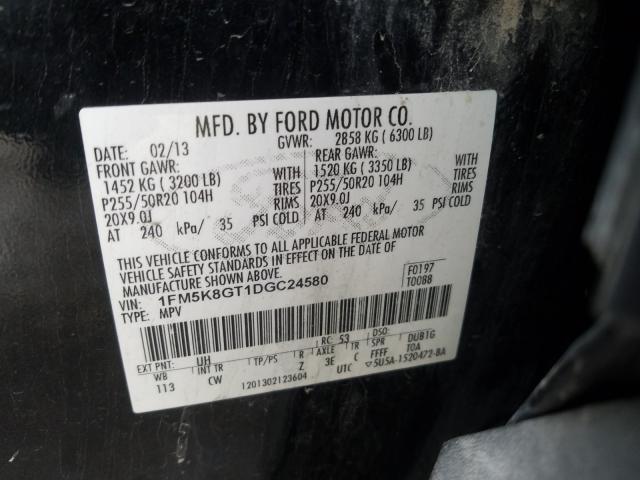 MFD. BY FORD MOTOR CO.
DATE: 02/13 GVWR: 2858 KG ( 6300 LB)
FRONT GAWR: REAR GAWR:
1452 KG ( 3200 LB) WITH 1520 KG ( 3350 LB) WITH
P255/50R20 104H TIRES P255/50R20 104H TIRES
20X9.0J RIMS 20X9.0J RIMS
AT 240 kPa/ 35 PSI COLD AT 240 kPa/ 35 PSI COLD
THIS VEHICLE CONFORMS TO ALL APPLICABLE FEDERAL MOTOR
VEHICLE SAFETY STANDARDS IN EFFECT ON THE DATE OF
MANUFACTURE SHOWN ABOVE.
VIN: 1FM5K8GT1DGC24580 F0197
TYPE: MPV T0088
EXT PNT: UH RC: 53 DSO:
WB INT TR TP/PS R AXLE TR SPR DUB1G
113 CW Z 3E C FFFF TOA
1201302123604 UTC 5U5A-1520472-BA